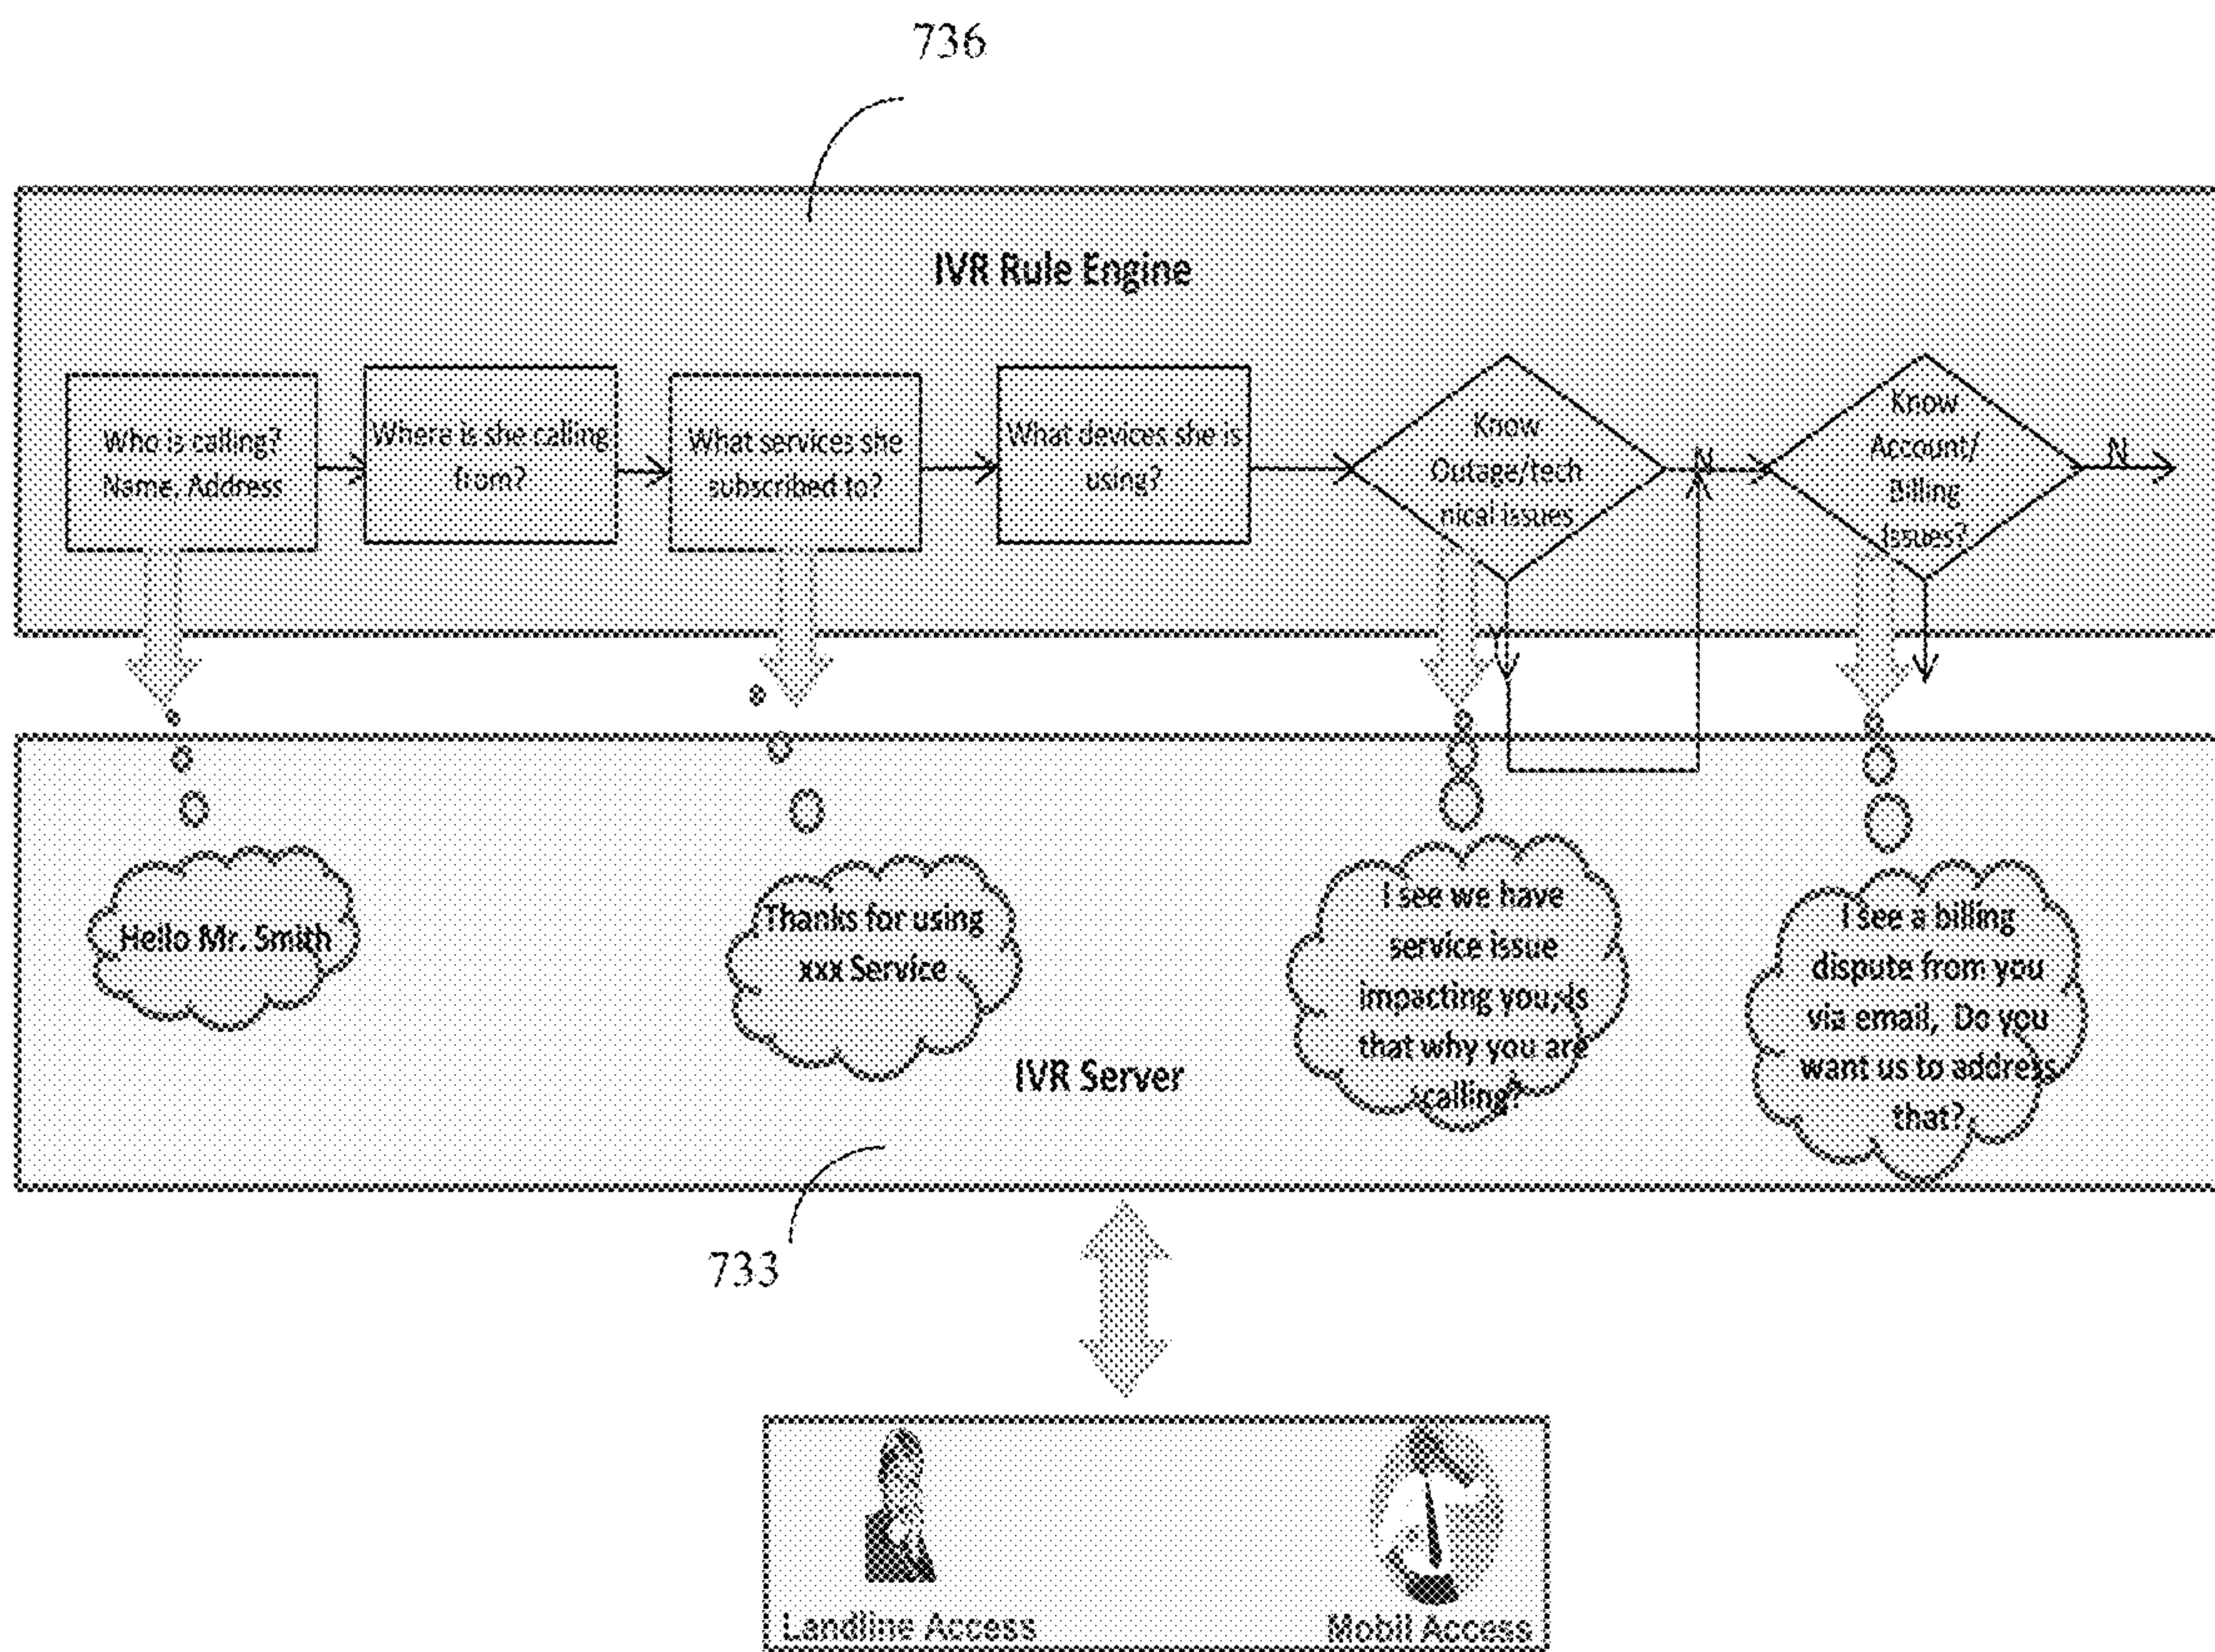 736
IVR Rule Engine
Who is calling?
Name, Address
Where is she calling
from?
What services she
subscribed to?
What devices she is
using?
Know
Outage/tech
nical issues
N
Know
Account/
Billing
Issues?
N
Y
Hello Mr. Smith
Thanks for using
xxx Service
I see we have
service issue
impacting you, is
that why you are
calling?
I see a billing
dispute from you
via email, Do you
want us to address
that?
IVR Server
733
Landline Access
Mobil Access